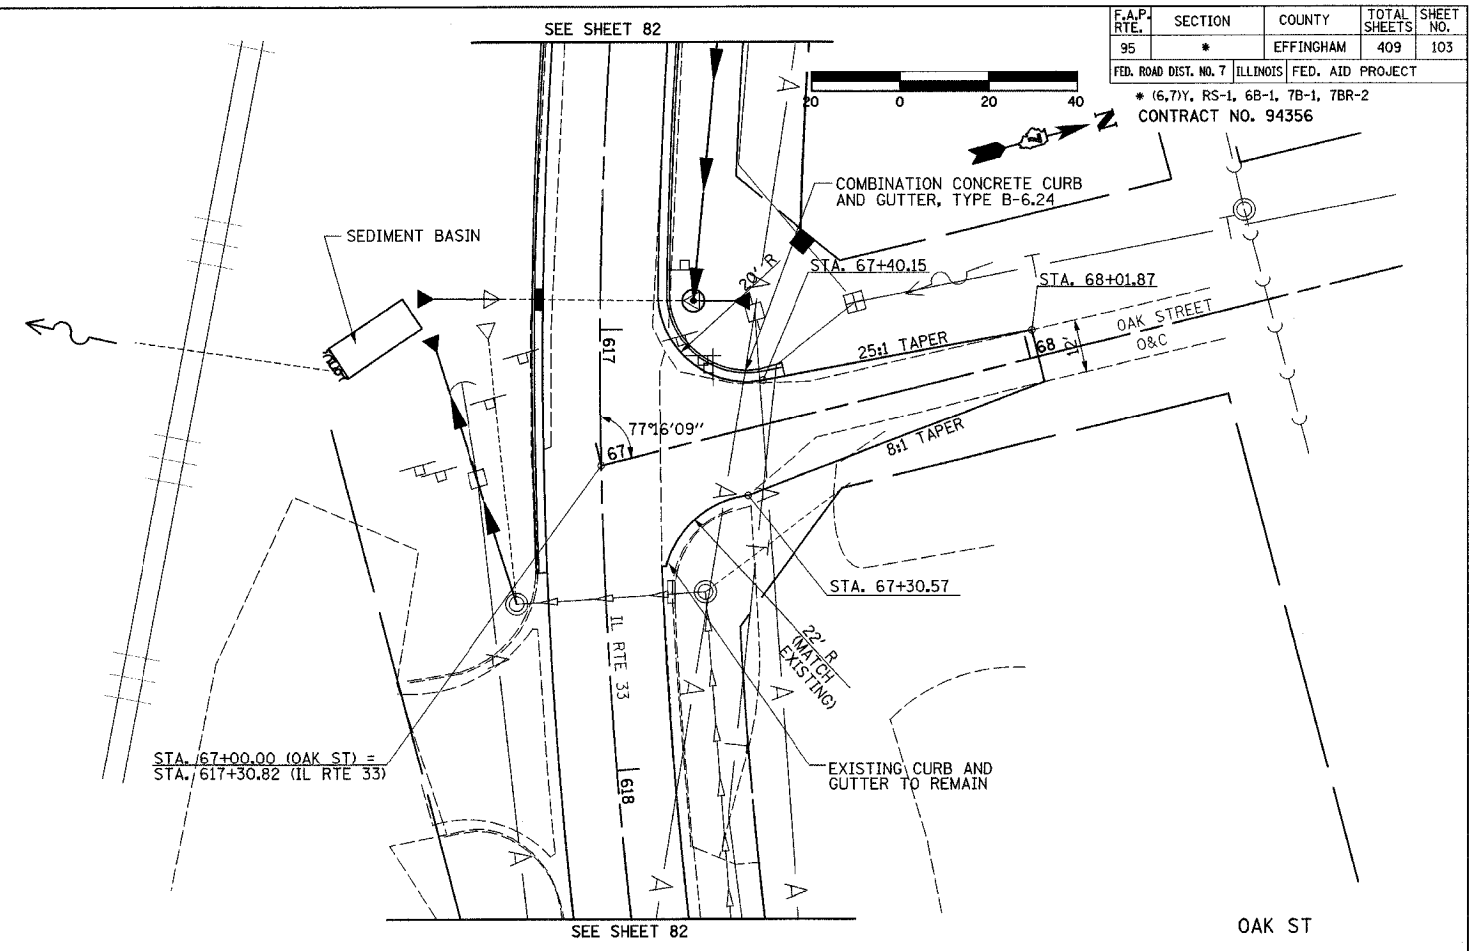 SEE SHEET 82
F.A.P. RTE. SECTION COUNTY TOTAL SHEETS SHEET NO.
95 * EFFINGHAM 409 103
FED. ROAD DIST. NO. 7 ILLINOIS FED. AID PROJECT
* (6,7)Y, RS-1, 6B-1, 7B-1, 7BR-2
CONTRACT NO. 94356
20 0 20 40
N
COMBINATION CONCRETE CURB
AND GUTTER, TYPE B-6.24
SEDIMENT BASIN
20' R
STA. 67+40.15
STA. 68+01.87
OAK STREET
O&C
617
25:1 TAPER
68
12'
77°16'09"
67
8:1 TAPER
STA. 67+30.57
IL RTE 33
22' R
(MATCH
EXISTING)
STA. 67+00.00 (OAK ST) =
STA. 617+30.82 (IL RTE 33)
618
EXISTING CURB AND
GUTTER TO REMAIN
SEE SHEET 82
OAK ST